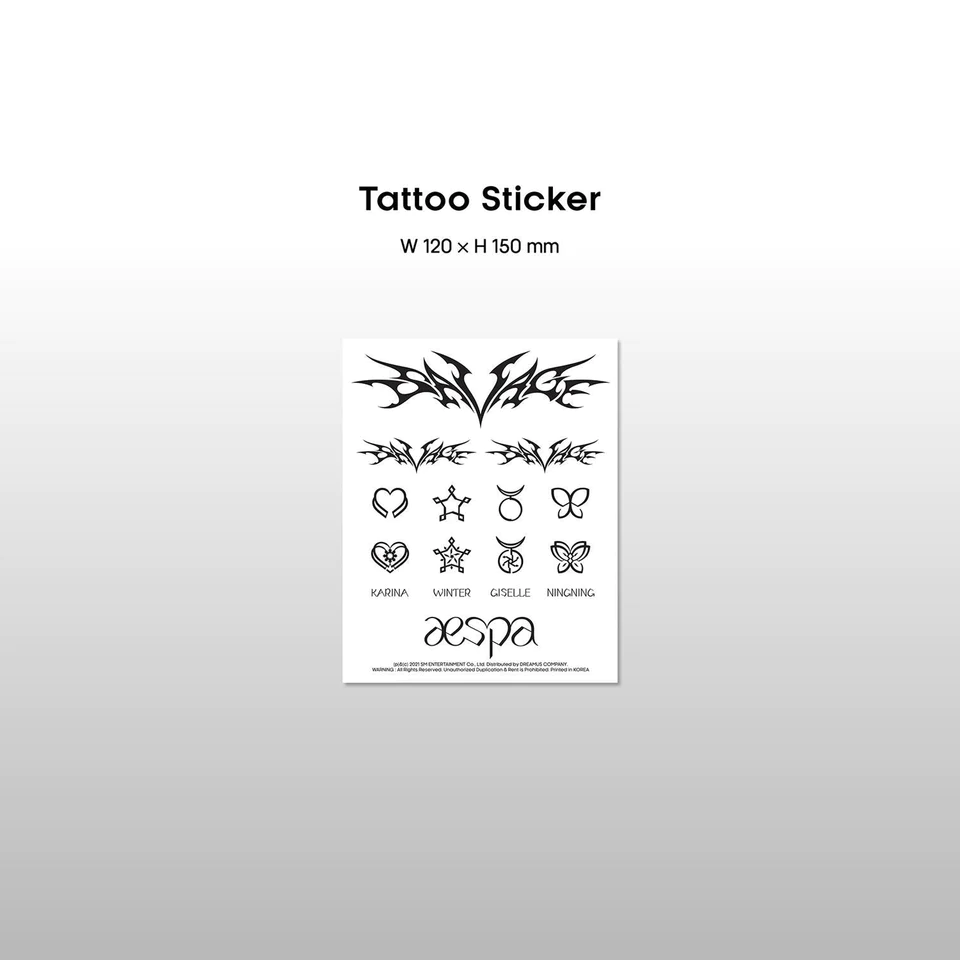 Tattoo Sticker
W 120 × H 150 mm
SAVAGE
SAVAGE SAVAGE
KARINA WINTER GISELLE NINGNING
aespa
(p)&(c) 2021 SM ENTERTAINMENT Co., Ltd. Distributed by DREAMUS COMPANY.
WARNING : All Rights Reserved. Unauthorized Duplication & Rent is Prohibited. Printed in KOREA